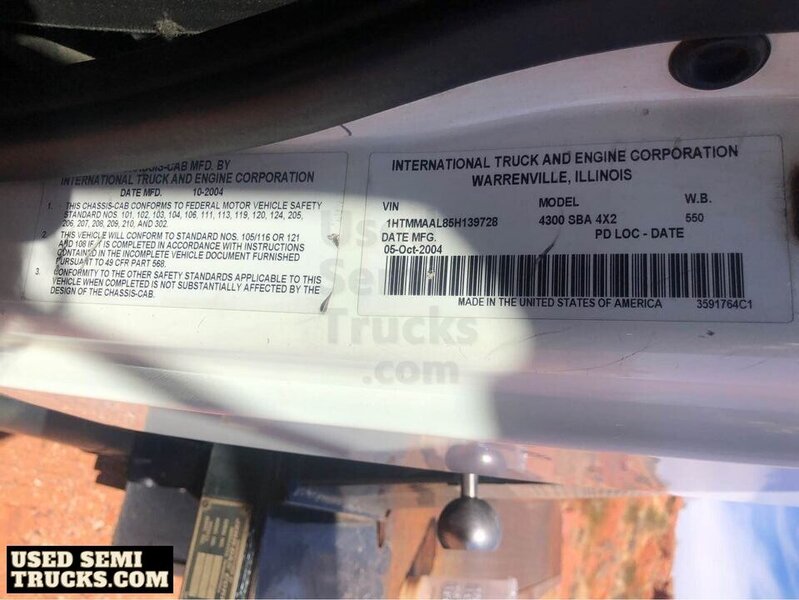 CHASSIS-CAB MFD. BY
INTERNATIONAL TRUCK AND ENGINE CORPORATION
DATE MFD. 10-2004
1. THIS CHASSIS-CAB CONFORMS TO FEDERAL MOTOR VEHICLE SAFETY
STANDARD NOS. 101, 102, 103, 104, 106, 111, 113, 119, 120, 124, 205,
206, 207, 208, 209, 210, AND 302.
2. THIS VEHICLE WILL CONFORM TO STANDARD NOS. 105/116 OR 121
AND 108 IF IT IS COMPLETED IN ACCORDANCE WITH INSTRUCTIONS
CONTAINED IN THE INCOMPLETE VEHICLE DOCUMENT FURNISHED
PURSUANT TO 49 CFR PART 568.
3. CONFORMITY TO THE OTHER SAFETY STANDARDS APPLICABLE TO THIS
VEHICLE WHEN COMPLETED IS NOT SUBSTANTIALLY AFFECTED BY THE
DESIGN OF THE CHASSIS-CAB.
INTERNATIONAL TRUCK AND ENGINE CORPORATION
WARRENVILLE, ILLINOIS
VIN MODEL W.B.
1HTMMAAL85H139728 4300 SBA 4X2 550
DATE MFG. PD LOC - DATE
05-Oct-2004
MADE IN THE UNITED STATES OF AMERICA 3591764C1
Used
Semi
Trucks
.com
USED SEMI
TRUCKS.COM